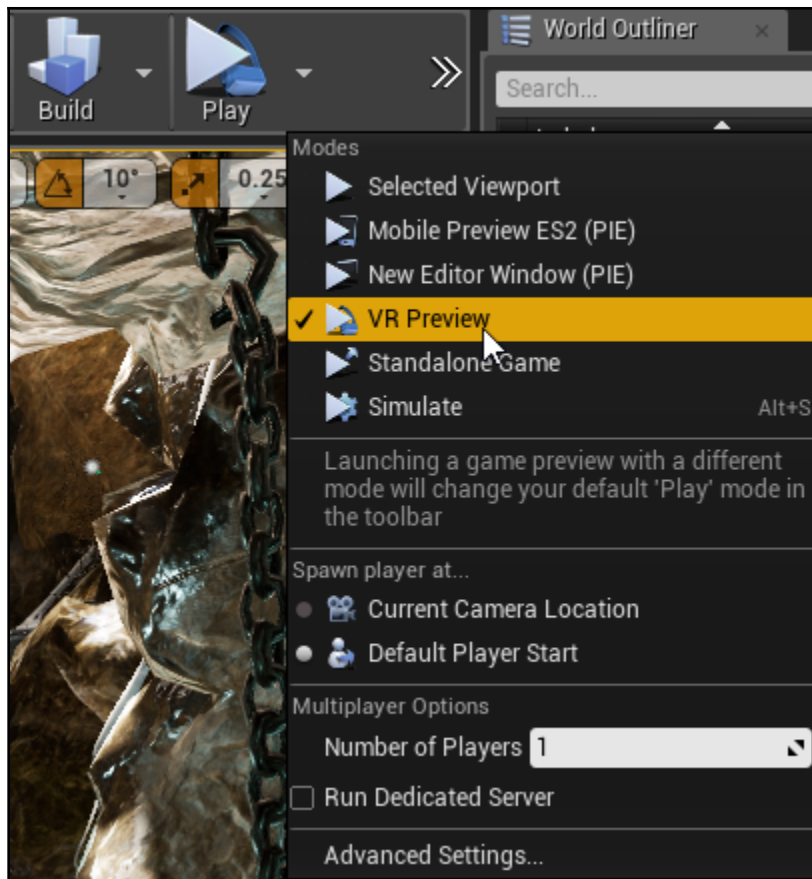 World Outliner
Build
Play
Search...
Modes
10°
0.25
Selected Viewport
Mobile Preview ES2 (PIE)
New Editor Window (PIE)
VR Preview
Standalone Game
Simulate Alt+S
Launching a game preview with a different
mode will change your default 'Play' mode in
the toolbar
Spawn player at...
Current Camera Location
Default Player Start
Multiplayer Options
Number of Players 1
Run Dedicated Server
Advanced Settings...